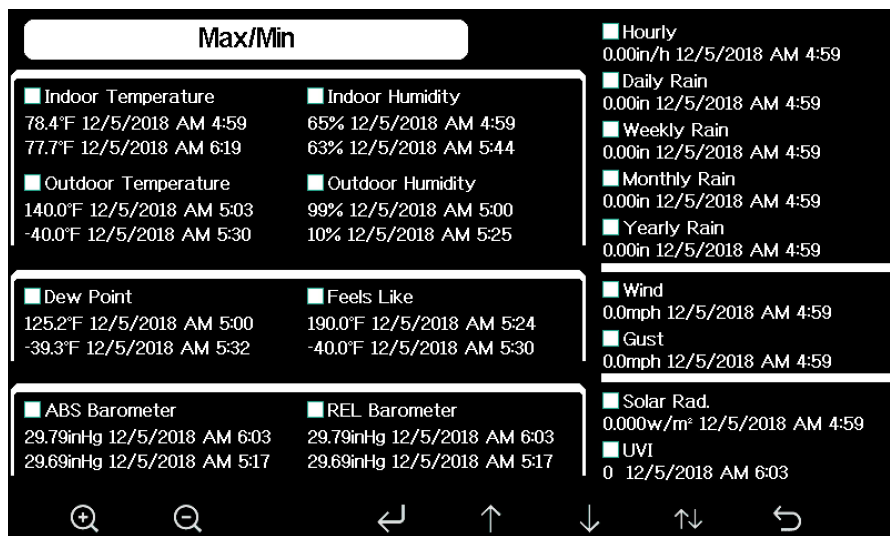 Max/Min
Indoor Temperature
78.4°F 12/5/2018 AM 4:59
77.7°F 12/5/2018 AM 6:19
Indoor Humidity
65% 12/5/2018 AM 4:59
63% 12/5/2018 AM 5:44
Outdoor Temperature
140.0°F 12/5/2018 AM 5:03
-40.0°F 12/5/2018 AM 5:30
Outdoor Humidity
99% 12/5/2018 AM 5:00
10% 12/5/2018 AM 5:25
Dew Point
125.2°F 12/5/2018 AM 5:00
-39.3°F 12/5/2018 AM 5:32
Feels Like
190.0°F 12/5/2018 AM 5:24
-40.0°F 12/5/2018 AM 5:30
ABS Barometer
29.79inHg 12/5/2018 AM 6:03
29.69inHg 12/5/2018 AM 5:17
REL Barometer
29.79inHg 12/5/2018 AM 6:03
29.69inHg 12/5/2018 AM 5:17
Hourly
0.00in/h 12/5/2018 AM 4:59
Daily Rain
0.00in 12/5/2018 AM 4:59
Weekly Rain
0.00in 12/5/2018 AM 4:59
Monthly Rain
0.00in 12/5/2018 AM 4:59
Yearly Rain
0.00in 12/5/2018 AM 4:59
Wind
0.0mph 12/5/2018 AM 4:59
Gust
0.0mph 12/5/2018 AM 4:59
Solar Rad.
0.000w/m² 12/5/2018 AM 4:59
UVI
0 12/5/2018 AM 6:03